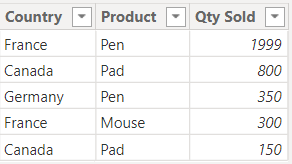 Country Product Qty Sold
France Pen 1999
Canada Pad 800
Germany Pen 350
France Mouse 300
Canada Pad 150